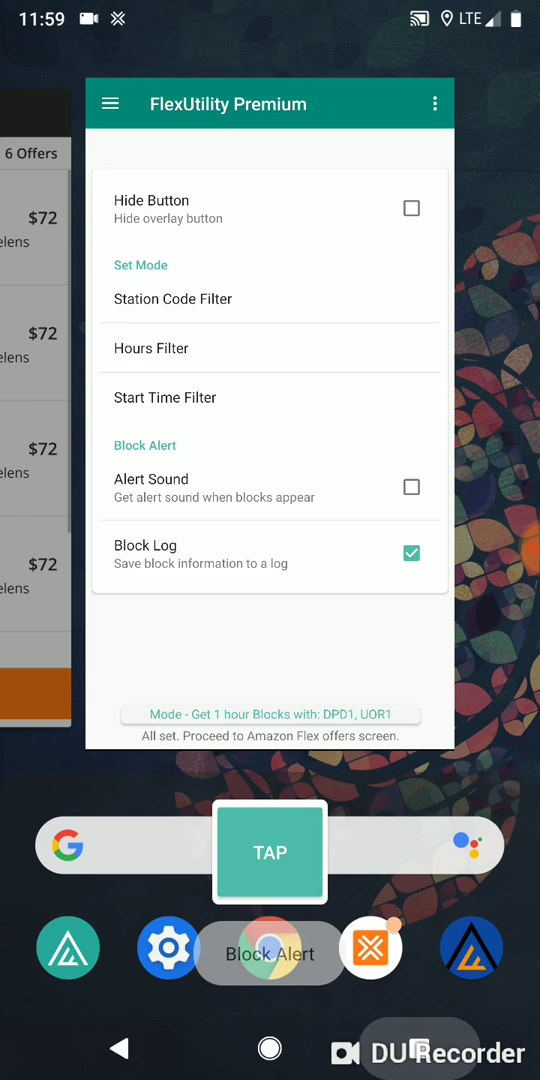 11:59
LTE
FlexUtility Premium
6 Offers
$72
elens
$72
elens
$72
elens
$72
elens
Hide Button
Hide overlay button
Set Mode
Station Code Filter
Hours Filter
Start Time Filter
Block Alert
Alert Sound
Get alert sound when blocks appear
Block Log
Save block information to a log
Mode - Get 1 hour Blocks with: DPD1, UOR1
All set. Proceed to Amazon Flex offers screen.
TAP
Block Alert
DU Recorder